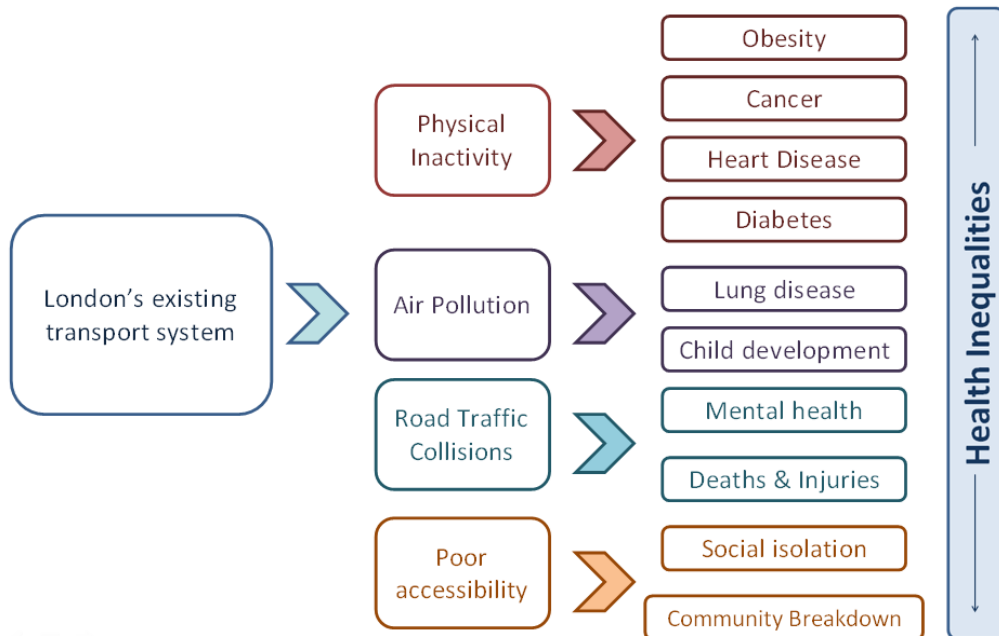 London’s existing
transport system
Physical
Inactivity
Obesity
Cancer
Heart Disease
Diabetes
Air Pollution
Lung disease
Child development
Road Traffic
Collisions
Mental health
Deaths & Injuries
Poor
accessibility
Social isolation
Community Breakdown
Health Inequalities